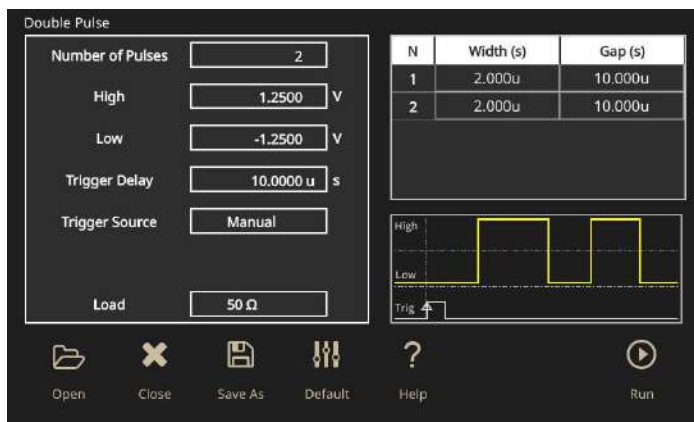 Double Pulse
Number of Pulses 2
High 1.2500 V
Low -1.2500 V
Trigger Delay 10.0000 u s
Trigger Source Manual
Load 50 Ω
N Width (s) Gap (s)
1 2.000u 10.000u
2 2.000u 10.000u
High
Low
Trig
Open Close Save As Default ? Help Run